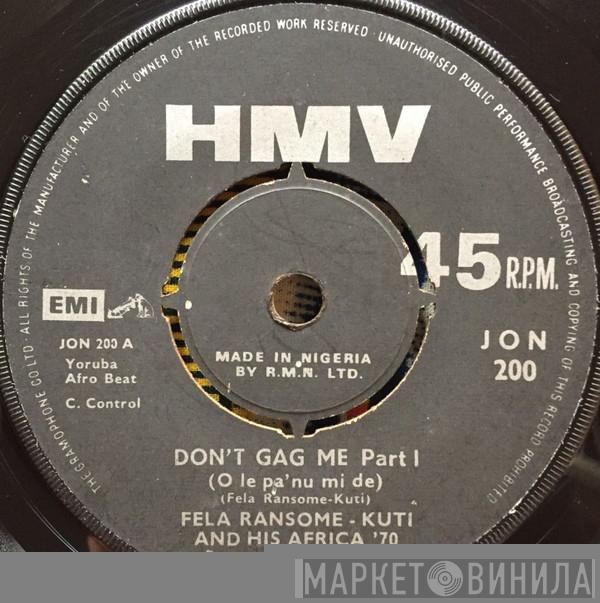 THE GRAMOPHONE CO LTD · ALL RIGHTS OF THE MANUFACTURER AND OF THE OWNER OF THE RECORDED WORK RESERVED · UNAUTHORISED PUBLIC PERFORMANCE BROADCASTING AND COPYING OF THIS RECORD PROHIBITED
HMV
45 R.P.M.
EMI
JON 200 A
Yoruba
Afro Beat
C. Control
JON
200
MADE IN NIGERIA
BY R.M.N. LTD.
DON'T GAG ME Part 1
(O le pa'nu mi de)
(Fela Ransome-Kuti)
FELA RANSOME - KUTI
AND HIS AFRICA '70
МАРКЕТ ВИНИЛА